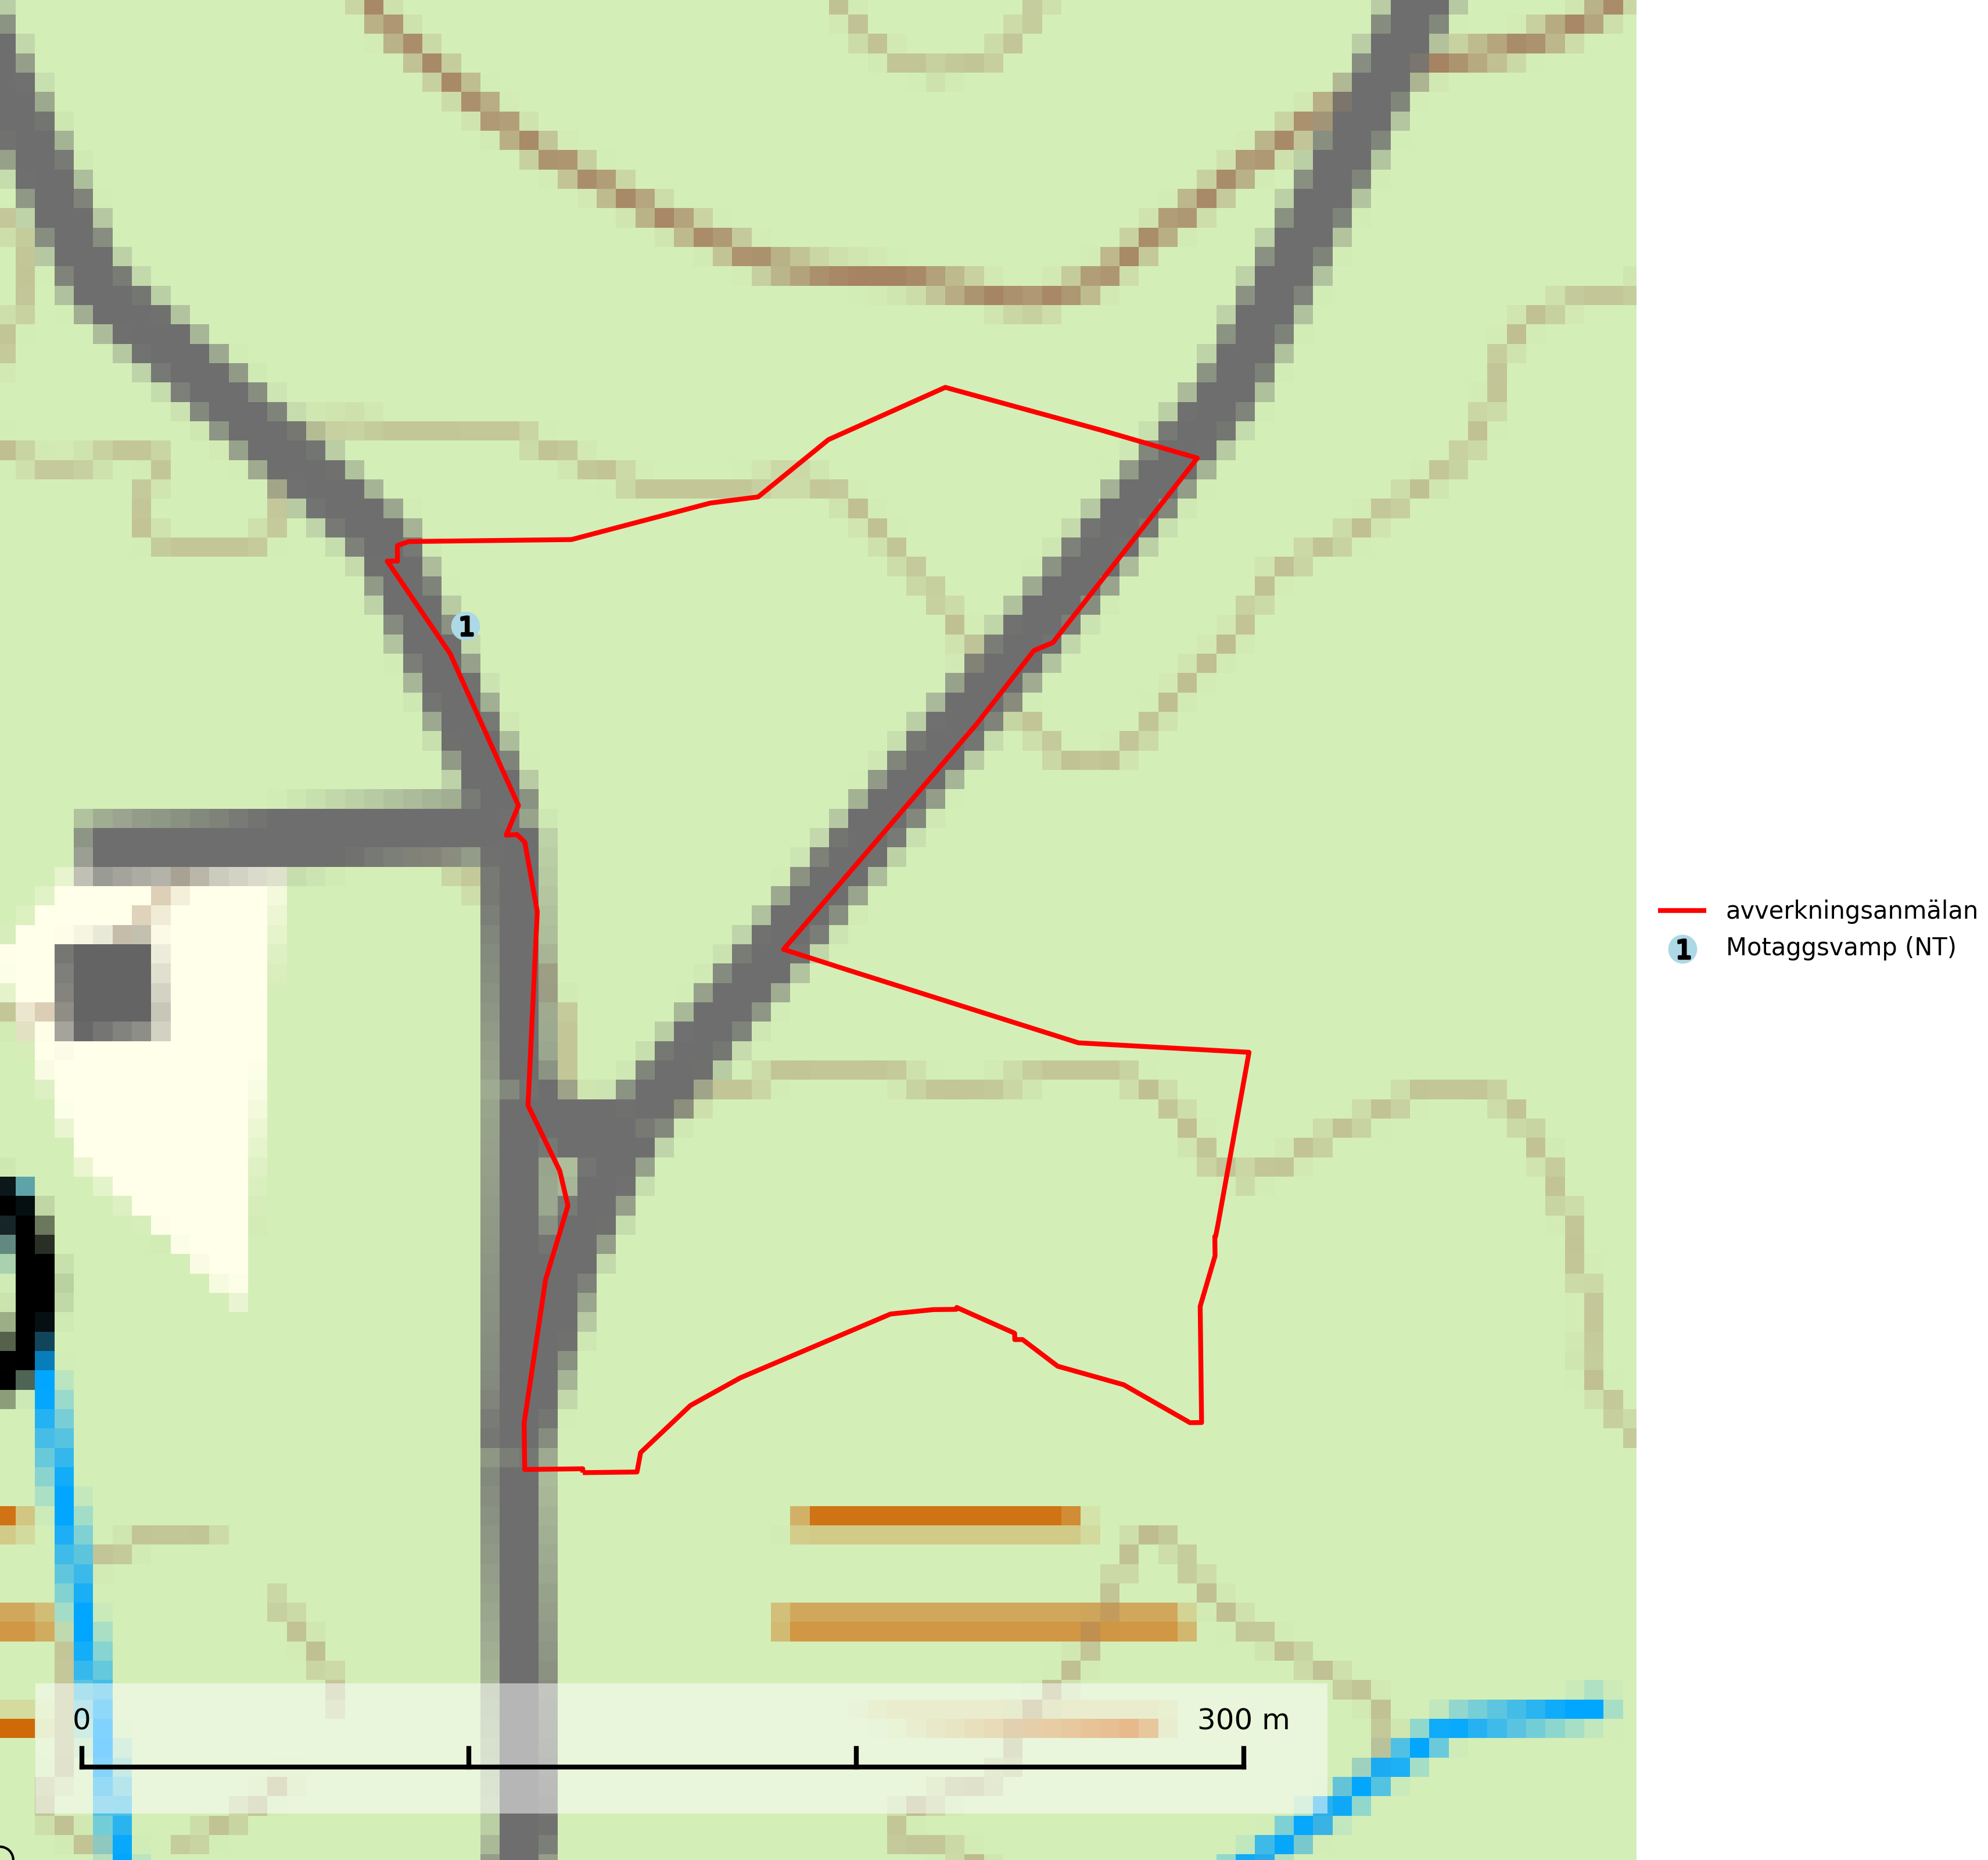 1
1 avverkningsanmälan
Motaggsvamp (NT)
0 300 m